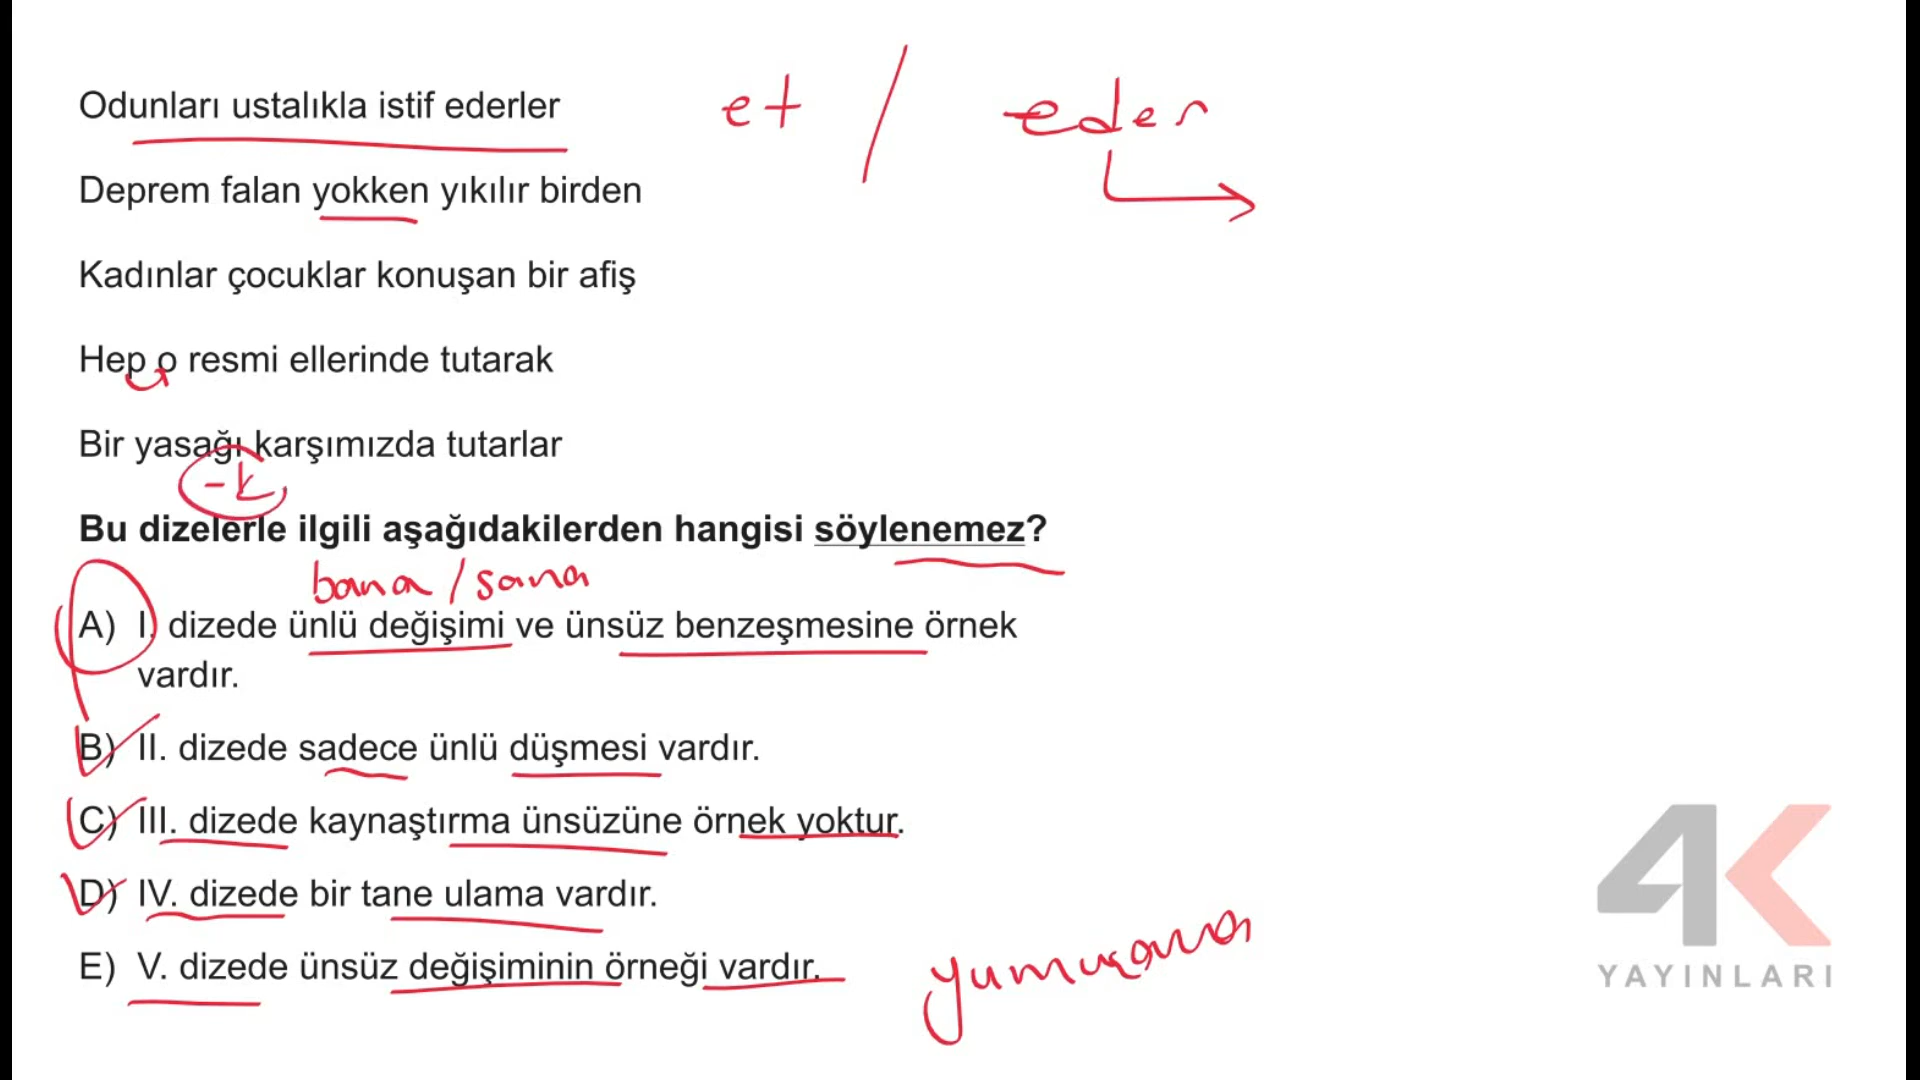 Odunları ustalıkla istif ederler
et / eder
Deprem falan yokken yıkılır birden
Kadınlar çocuklar konuşan bir afiş
Hep o resmi ellerinde tutarak
Bir yasağı karşımızda tutarlar
-k
Bu dizelerle ilgili aşağıdakilerden hangisi söylenemez?
bana / sana
A) I. dizede ünlü değişimi ve ünsüz benzeşmesine örnek
vardır.
B) II. dizede sadece ünlü düşmesi vardır.
C) III. dizede kaynaştırma ünsüzüne örnek yoktur.
D) IV. dizede bir tane ulama vardır.
E) V. dizede ünsüz değişiminin örneği vardır.
4K
YAYINLARI